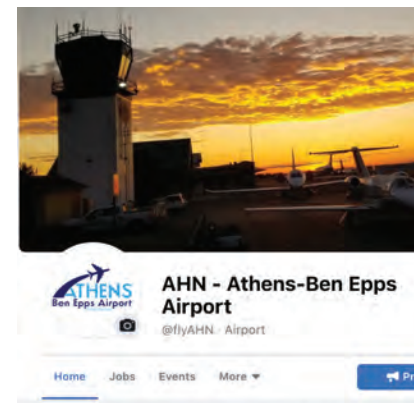 ATHENS
Ben Epps Airport
AHN - Athens-Ben Epps
Airport
@flyAHN · Airport
Home Jobs Events More